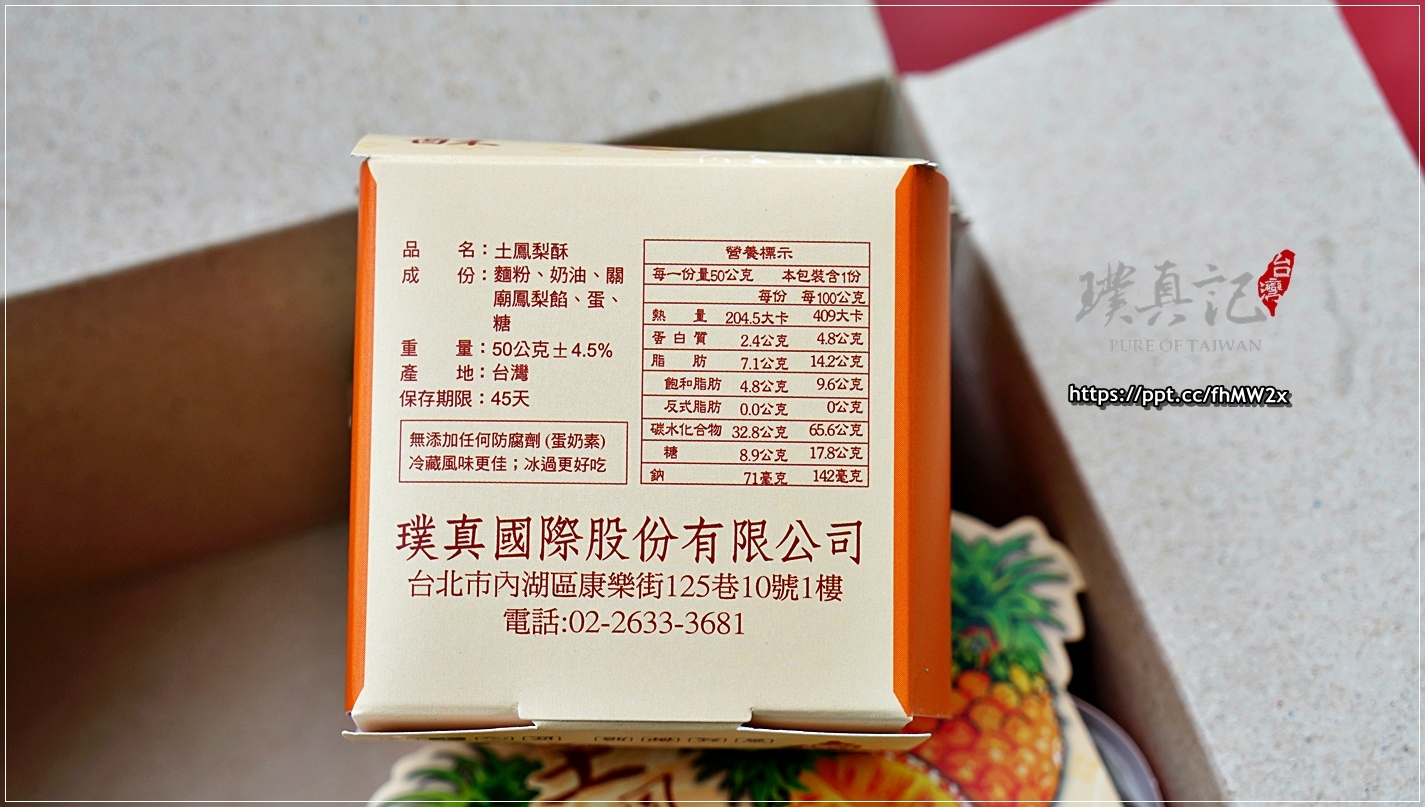 品名：土鳳梨酥
成份：麵粉、奶油、關
廟鳳梨餡、蛋、
糖
重量：50公克±4.5%
產地：台灣
保存期限：45天
無添加任何防腐劑(蛋奶素)
冷藏風味更佳；冰過更好吃
營養標示
每一份量50公克 本包裝含1份
每份 每100公克
熱量 204.5大卡 409大卡
蛋白質 2.4公克 4.8公克
脂肪 7.1公克 14.2公克
飽和脂肪 4.8公克 9.6公克
反式脂肪 0.0公克 0公克
碳水化合物 32.8公克 65.6公克
糖 8.9公克 17.8公克
鈉 71毫克 142毫克
璞真國際股份有限公司
台北市內湖區康樂街125巷10號1樓
電話:02-2633-3681
璞真記
台灣
PURE OF TAIWAN
https://ppt.cc/fhMW2x